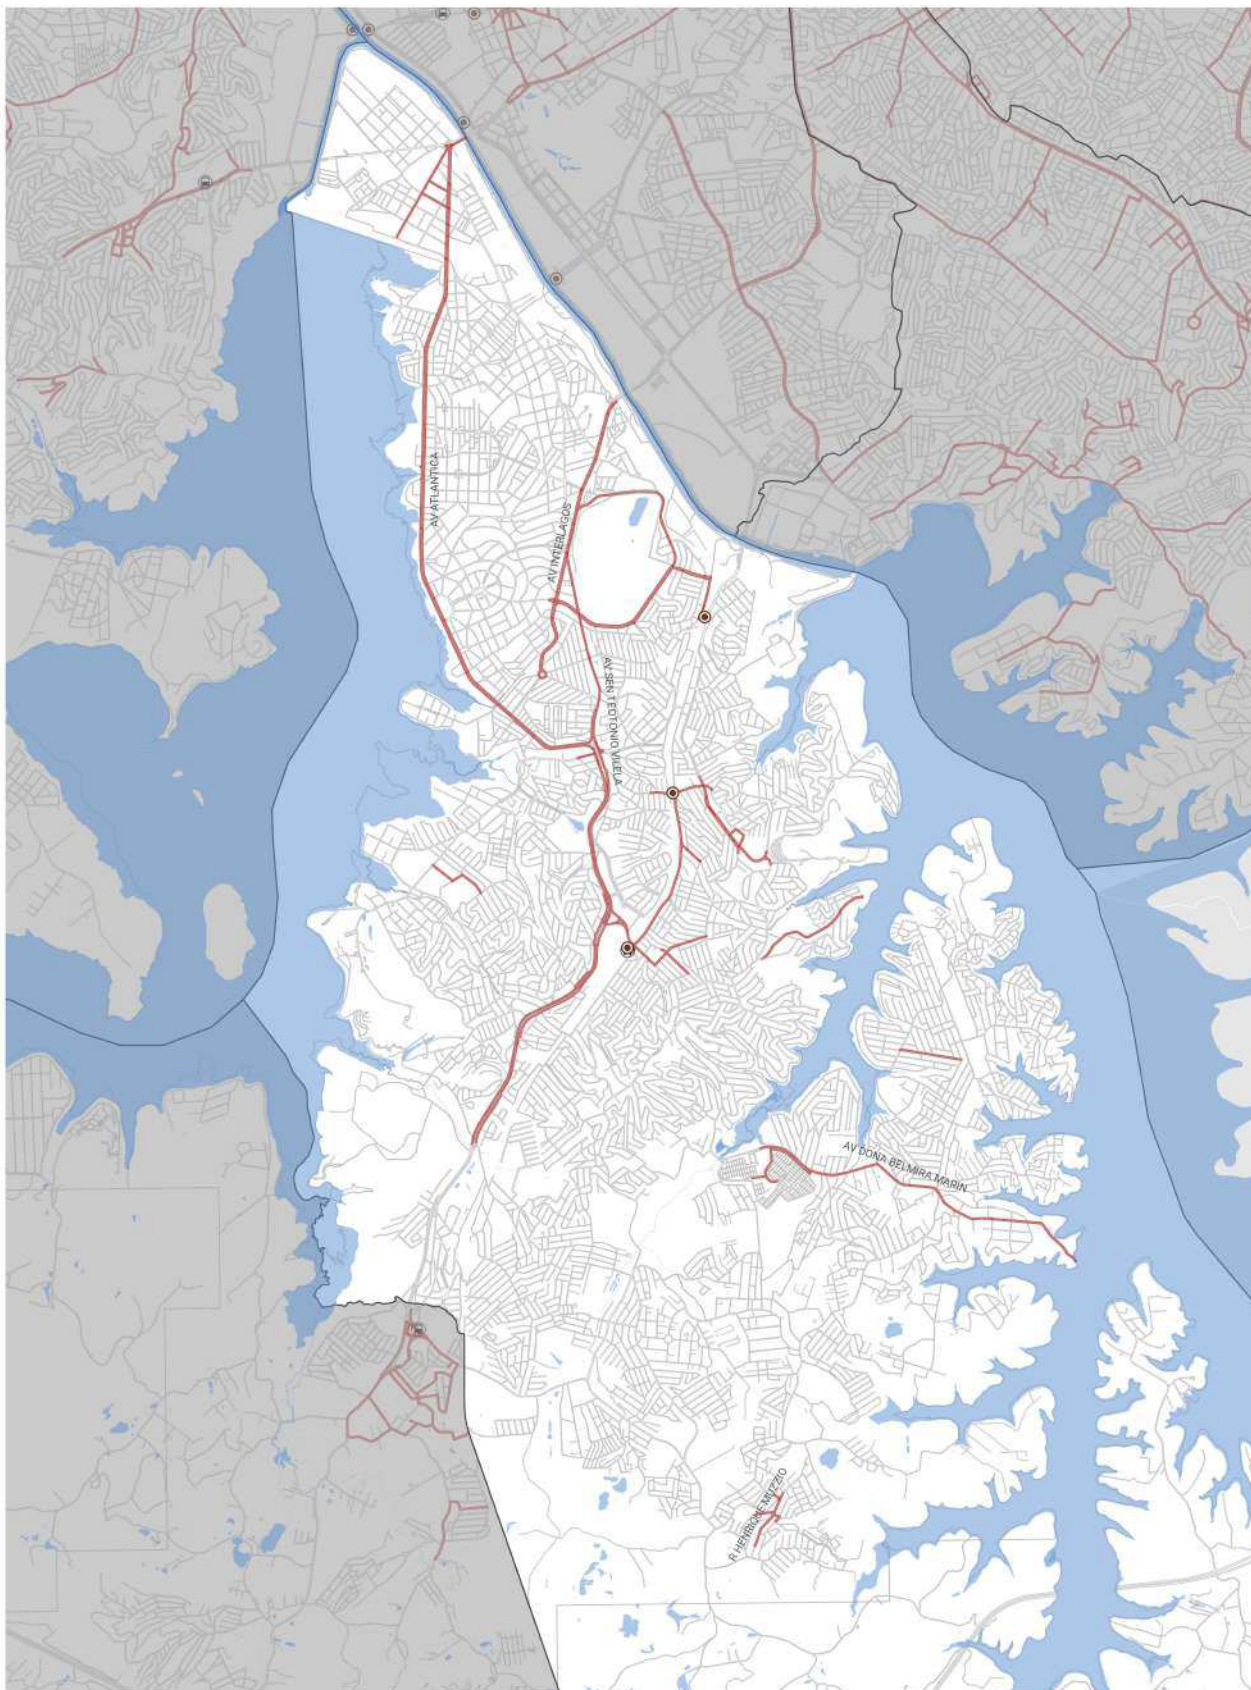 AV ATLANTICA
AV INTERLAGOS
AV SEN TEOTONIO VILELA
AV DONA BELMIRA MARIN
R HENRIQUE MUZZIO